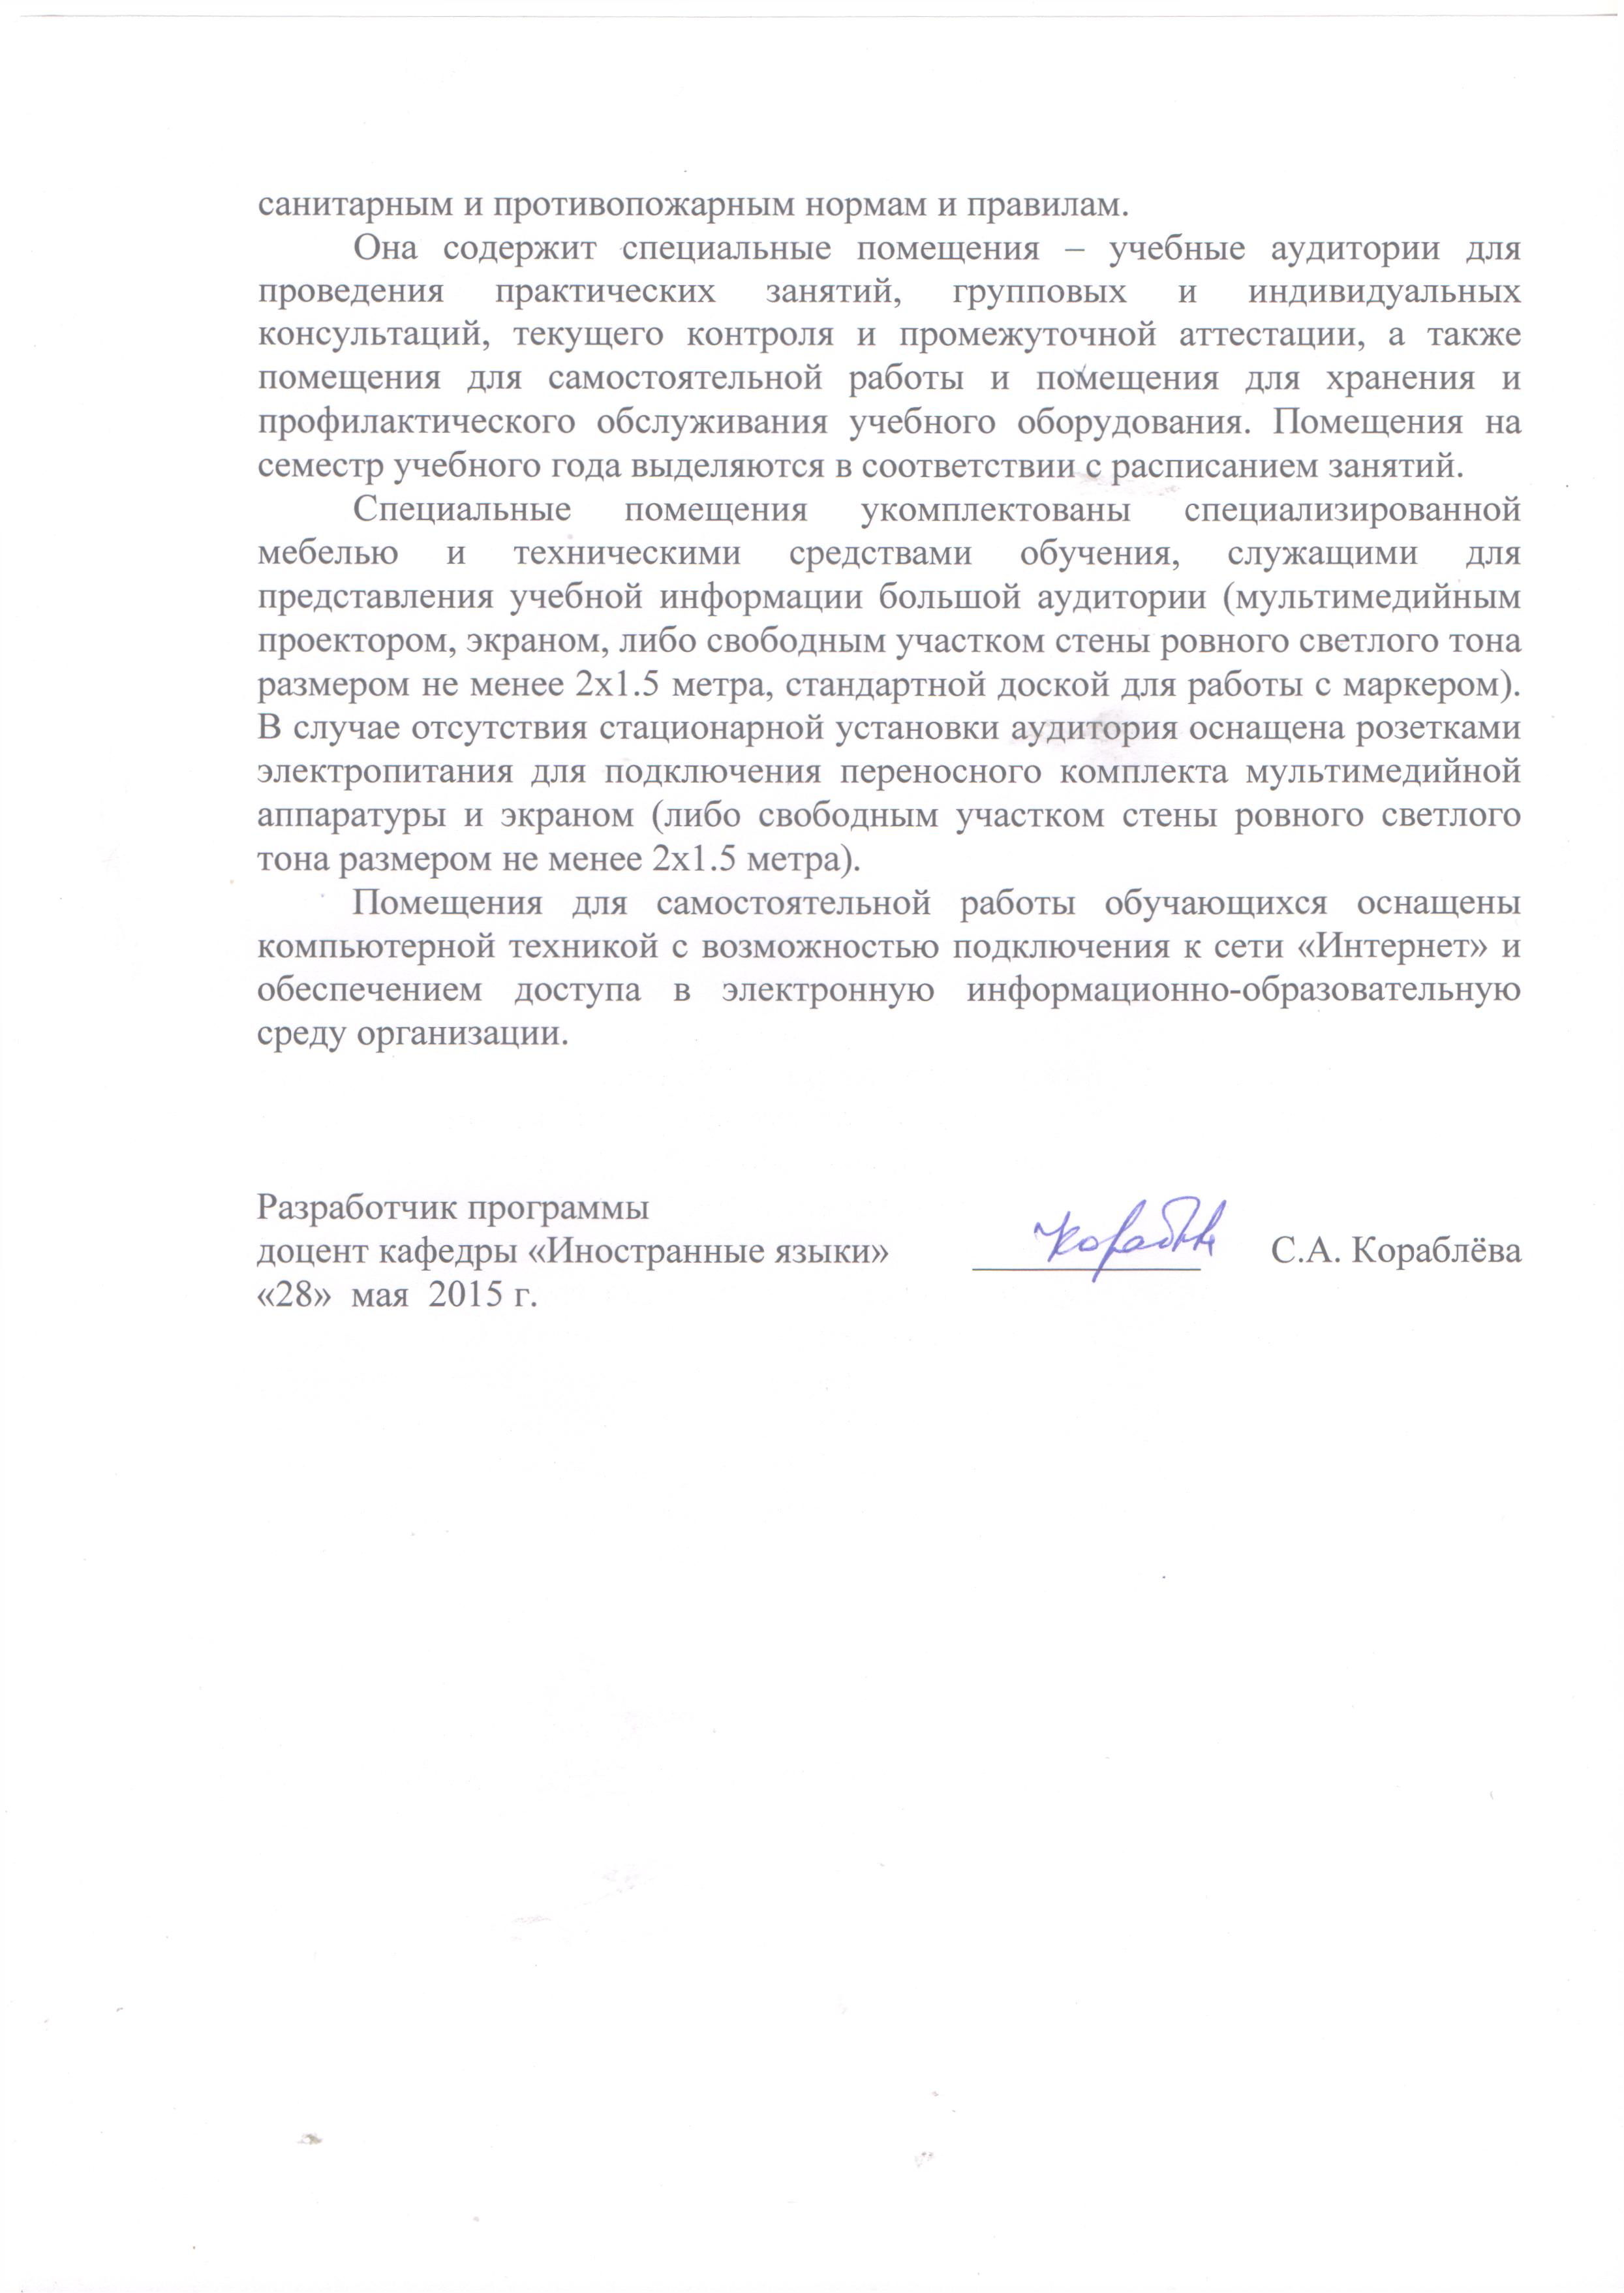 санитарным и противопожарным нормам и правилам.
Она содержит специальные помещения – учебные аудитории для
проведения практических занятий, групповых и индивидуальных
консультаций, текущего контроля и промежуточной аттестации, а также
помещения для самостоятельной работы и помещения для хранения и
профилактического обслуживания учебного оборудования. Помещения на
семестр учебного года выделяются в соответствии с расписанием занятий.
Специальные помещения укомплектованы специализированной
мебелью и техническими средствами обучения, служащими для
представления учебной информации большой аудитории (мультимедийным
проектором, экраном, либо свободным участком стены ровного светлого тона
размером не менее 2х1.5 метра, стандартной доской для работы с маркером).
В случае отсутствия стационарной установки аудитория оснащена розетками
электропитания для подключения переносного комплекта мультимедийной
аппаратуры и экраном (либо свободным участком стены ровного светлого
тона размером не менее 2х1.5 метра).
Помещения для самостоятельной работы обучающихся оснащены
компьютерной техникой с возможностью подключения к сети «Интернет» и
обеспечением доступа в электронную информационно-образовательную
среду организации.
Разработчик программы
доцент кафедры «Иностранные языки» С.А. Кораблёва
«28» мая 2015 г.